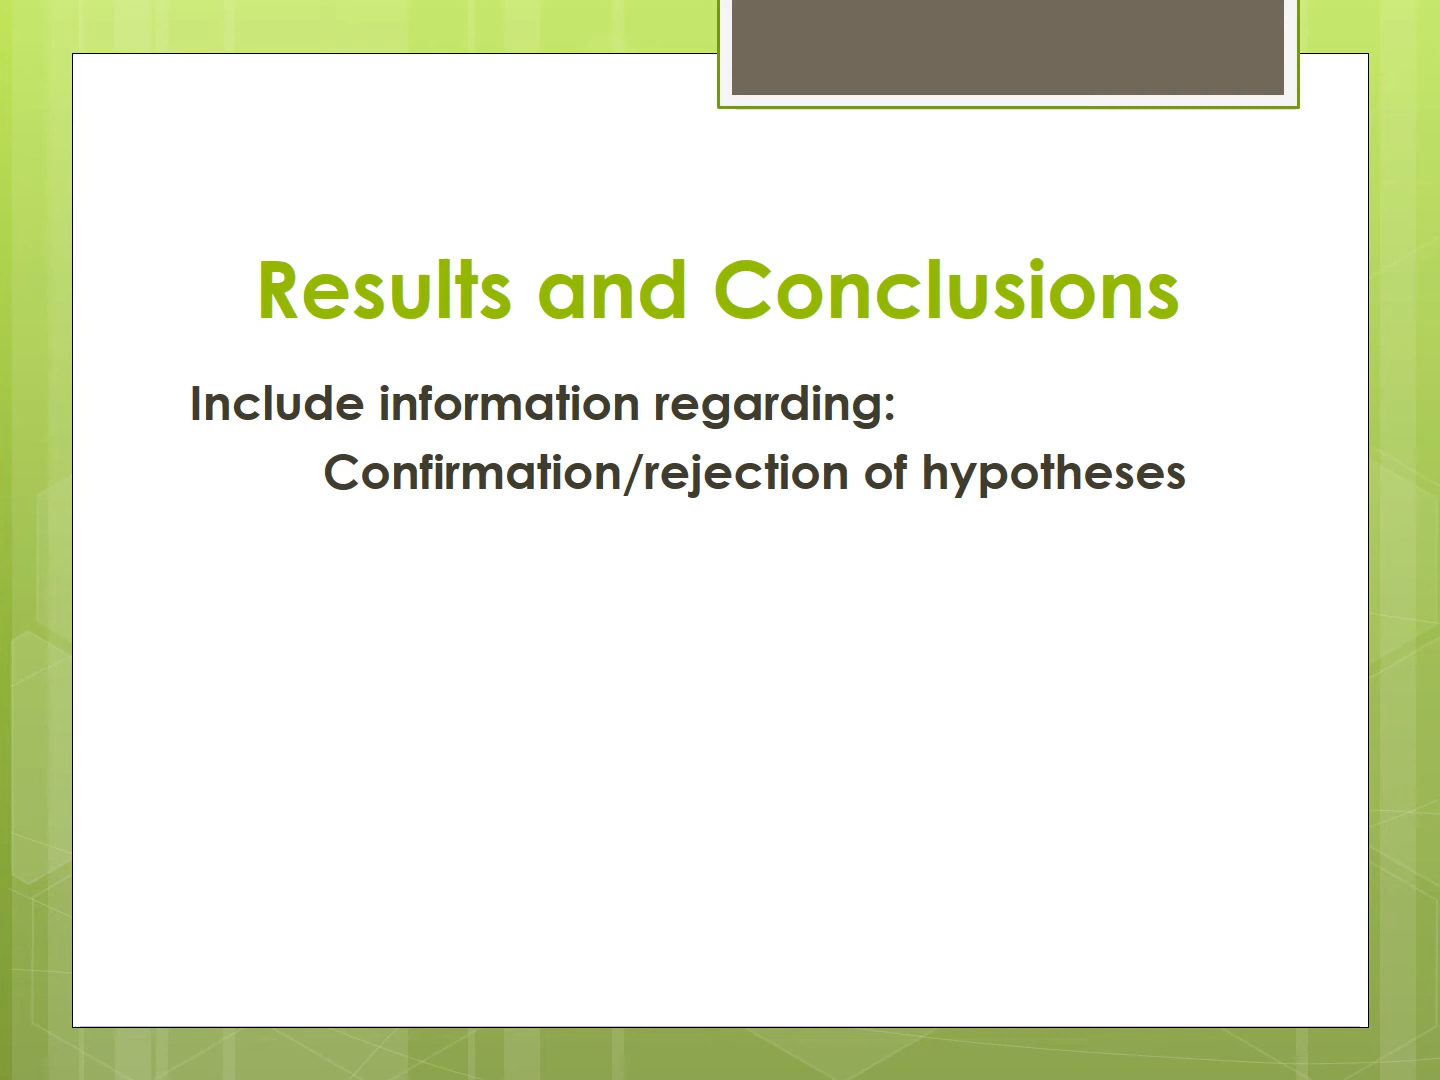 Results and Conclusions
Include information regarding:
Confirmation/rejection of hypotheses